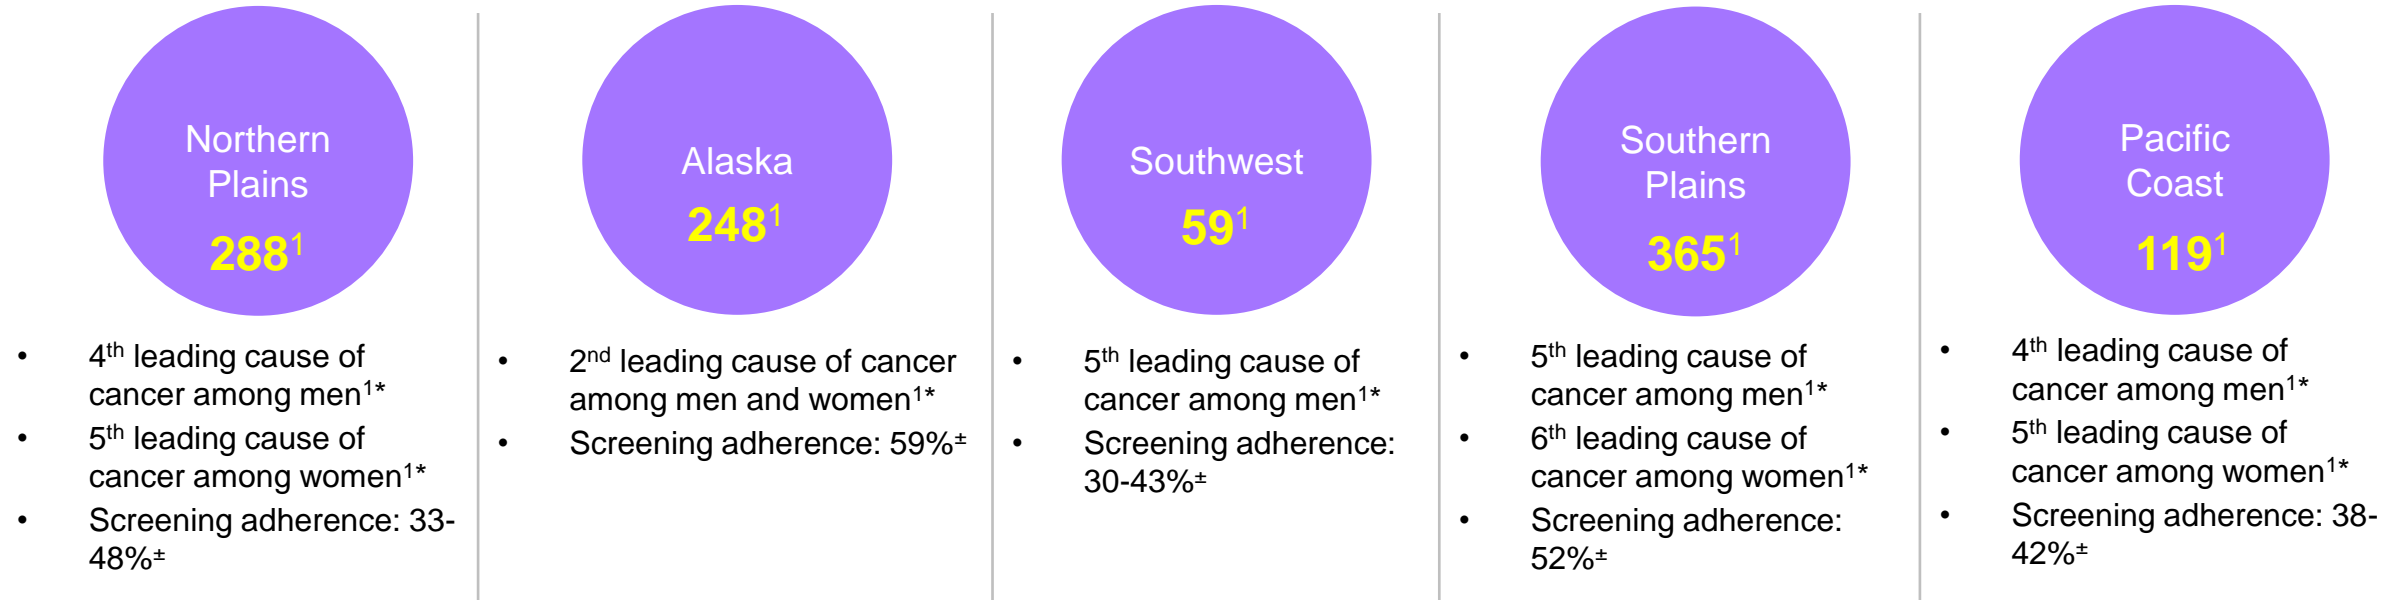 Northern
Plains
288¹
• 4th leading cause of
cancer among men¹*
• 5th leading cause of
cancer among women¹*
• Screening adherence: 33-
48%±
Alaska
248¹
• 2nd leading cause of cancer
among men and women¹*
• Screening adherence: 59%±
Southwest
59¹
• 5th leading cause of
cancer among men¹*
• Screening adherence:
30-43%±
Southern
Plains
365¹
• 5th leading cause of
cancer among men¹*
• 6th leading cause of
cancer among women¹*
• Screening adherence:
52%±
Pacific
Coast
119¹
• 4th leading cause of
cancer among men¹*
• 5th leading cause of
cancer among women¹*
• Screening adherence: 38-
42%±